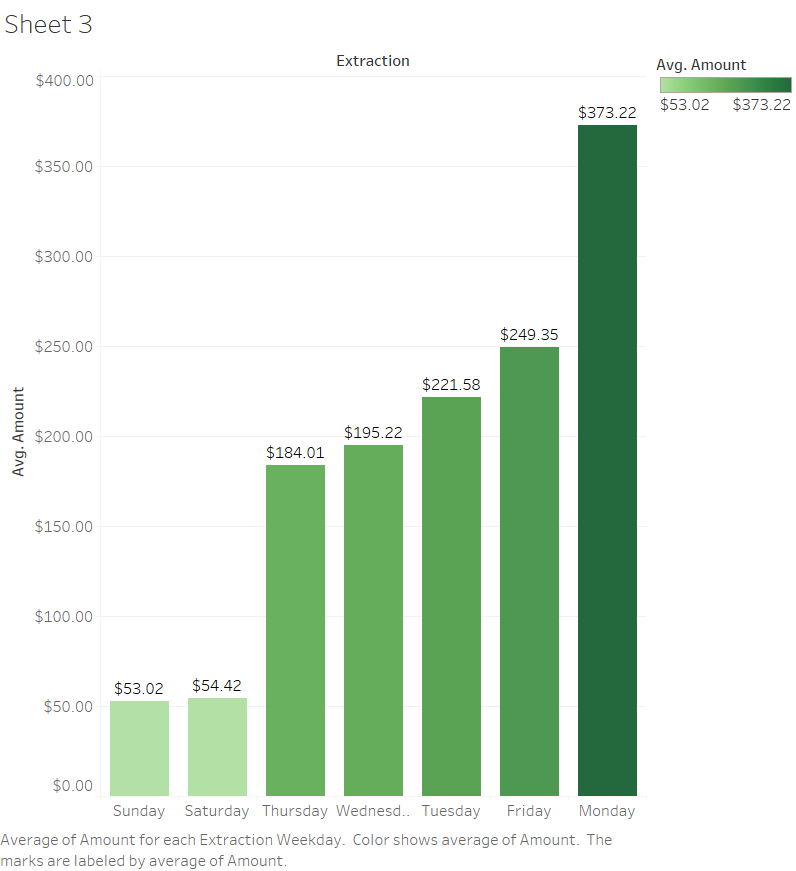 Sheet 3
Extraction
Avg. Amount
$53.02 $373.22
$400.00
$350.00
$300.00
$250.00
$200.00
$150.00
$100.00
$50.00
$0.00
Avg. Amount
$53.02
$54.42
$184.01
$195.22
$221.58
$249.35
$373.22
Sunday Saturday Thursday Wednesd.. Tuesday Friday Monday
Average of Amount for each Extraction Weekday. Color shows average of Amount. The
marks are labeled by average of Amount.